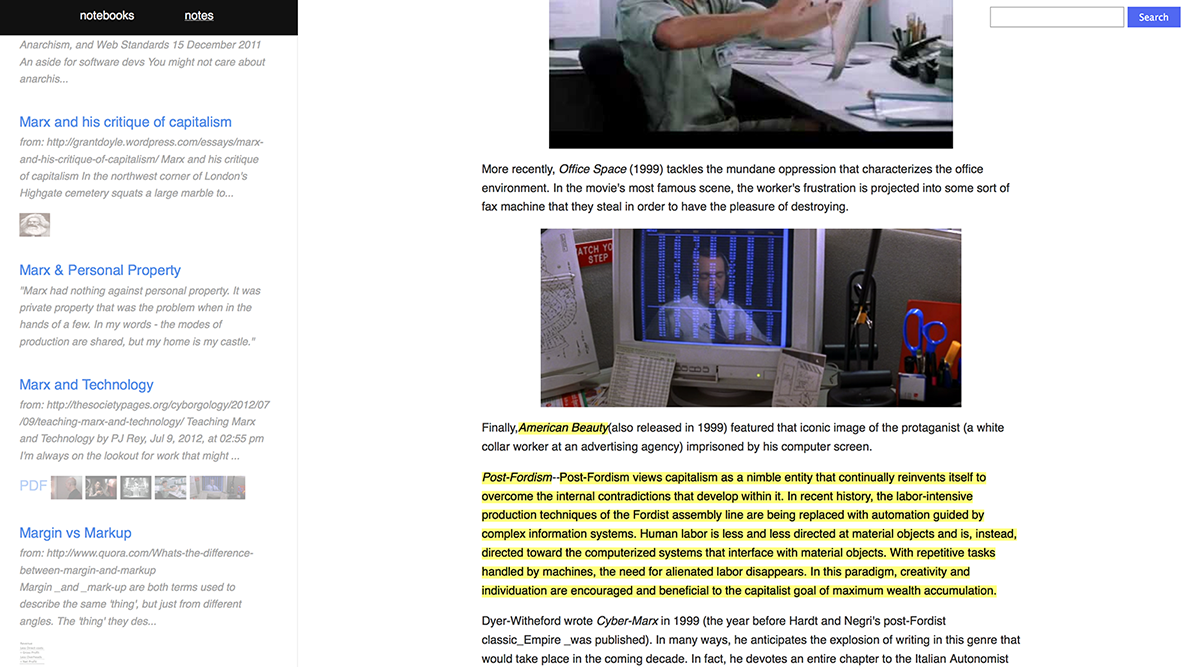 notebooks notes
Search
Anarchism, and Web Standards 15 December 2011
An aside for software devs You might not care about
anarchis...
Marx and his critique of capitalism
from: http://grantdoyle.wordpress.com/essays/marx-
and-his-critique-of-capitalism/ Marx and his critique
of capitalism In the northwest corner of London's
Highgate cemetery squats a large marble to...
Marx & Personal Property
"Marx had nothing against personal property. It was
private property that was the problem when in the
hands of a few. In my words - the modes of
production are shared, but my home is my castle."
Marx and Technology
from: http://thesocietypages.org/cyborgology/2012/07
/09/teaching-marx-and-technology/ Teaching Marx
and Technology by PJ Rey, Jul 9, 2012, at 02:55 pm
I'm always on the lookout for work that might ...
PDF
Margin vs Markup
from: http://www.quora.com/Whats-the-difference-
between-margin-and-markup
Margin _and _mark-up are both terms used to
describe the same 'thing', but just from different
angles. The 'thing' they des...
More recently, Office Space (1999) tackles the mundane oppression that characterizes the office
environment. In the movie's most famous scene, the worker's frustration is projected into some sort of
fax machine that they steal in order to have the pleasure of destroying.
STEP
Finally,American Beauty(also released in 1999) featured that iconic image of the protaganist (a white
collar worker at an advertising agency) imprisoned by his computer screen.
Post-Fordism--Post-Fordism views capitalism as a nimble entity that continually reinvents itself to
overcome the internal contradictions that develop within it. In recent history, the labor-intensive
production techniques of the Fordist assembly line are being replaced with automation guided by
complex information systems. Human labor is less and less directed at material objects and is, instead,
directed toward the computerized systems that interface with material objects. With repetitive tasks
handled by machines, the need for alienated labor disappears. In this paradigm, creativity and
individuation are encouraged and beneficial to the capitalist goal of maximum wealth accumulation.
Dyer-Witheford wrote Cyber-Marx in 1999 (the year before Hardt and Negri's post-Fordist
classic_Empire _was published). In many ways, he anticipates the explosion of writing in this genre that
would take place in the coming decade. In fact, he devotes an entire chapter to the Italian Autonomist